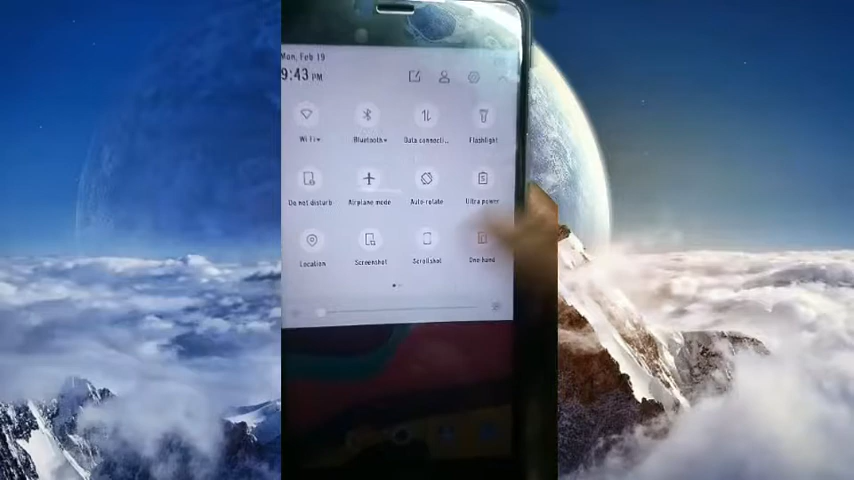 Mon, Feb 19
9:43 PM
Wi Fi
Bluetooth
Data connecti...
Flashlight
Do not disturb
Airplane mode
Auto-rotate
Ultra power
Location
Screenshot
Scrollshot
One hand